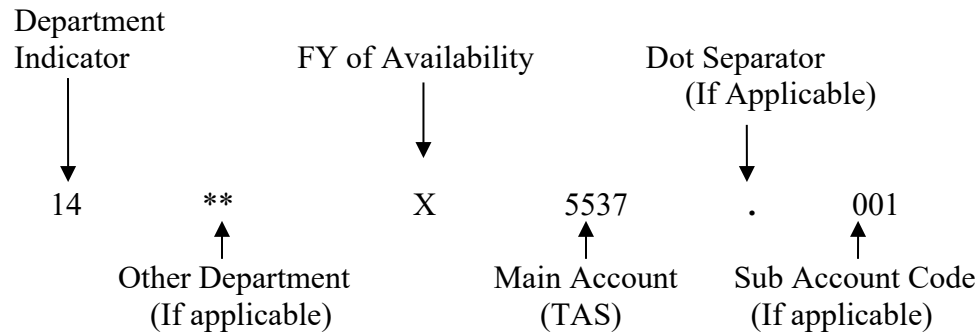 Department
Indicator
FY of Availability
Dot Separator
(If Applicable)
14 ** X 5537 . 001
Other Department
(If applicable)
Main Account
(TAS)
Sub Account Code
(If applicable)